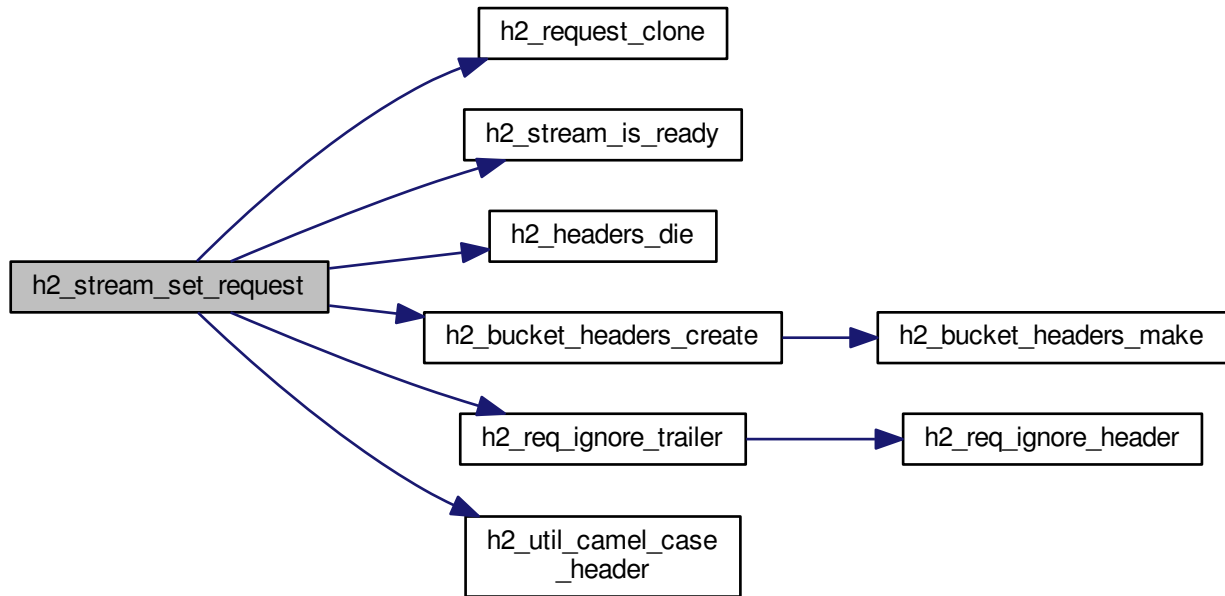 h2_request_clone
h2_stream_is_ready
h2_headers_die
h2_stream_set_request
h2_bucket_headers_create
h2_bucket_headers_make
h2_req_ignore_trailer
h2_req_ignore_header
h2_util_camel_case
_header